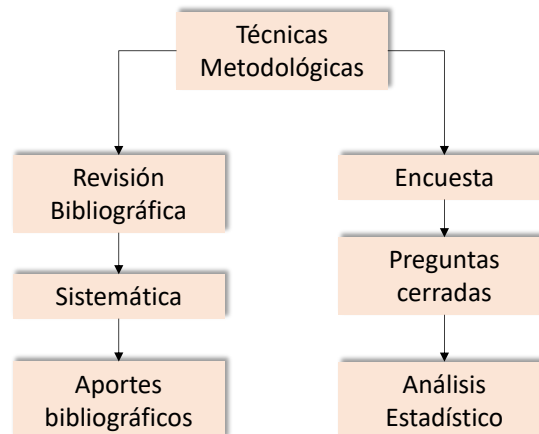 Técnicas
Metodológicas
Revisión
Bibliográfica
Sistemática
Aportes
bibliográficos
Encuesta
Preguntas
cerradas
Análisis
Estadístico